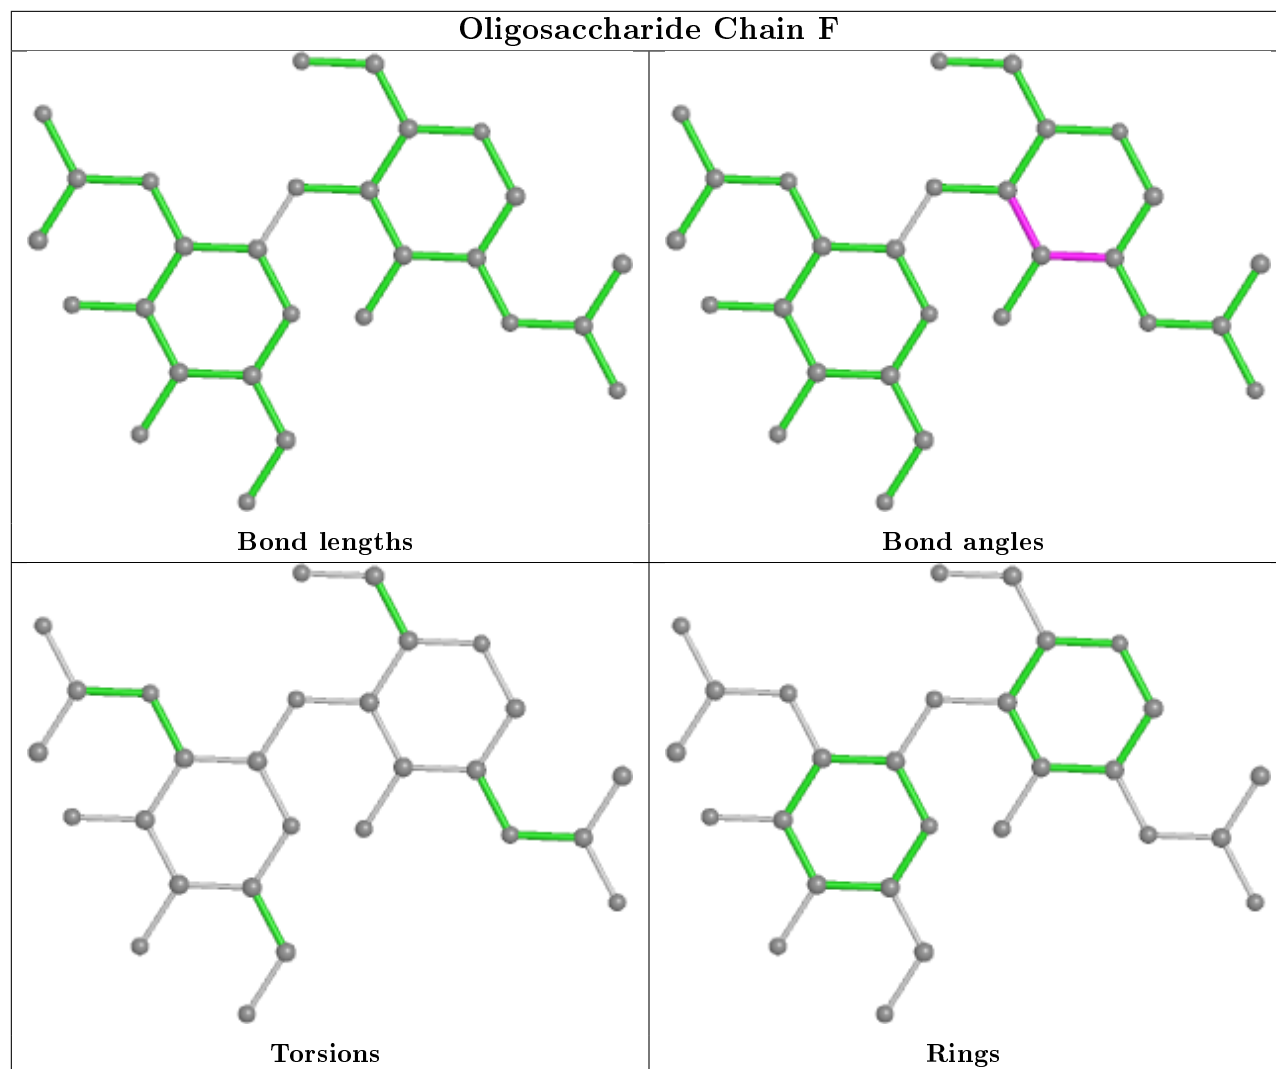 Oligosaccharide Chain F
Bond lengths
Bond angles
Torsions
Rings